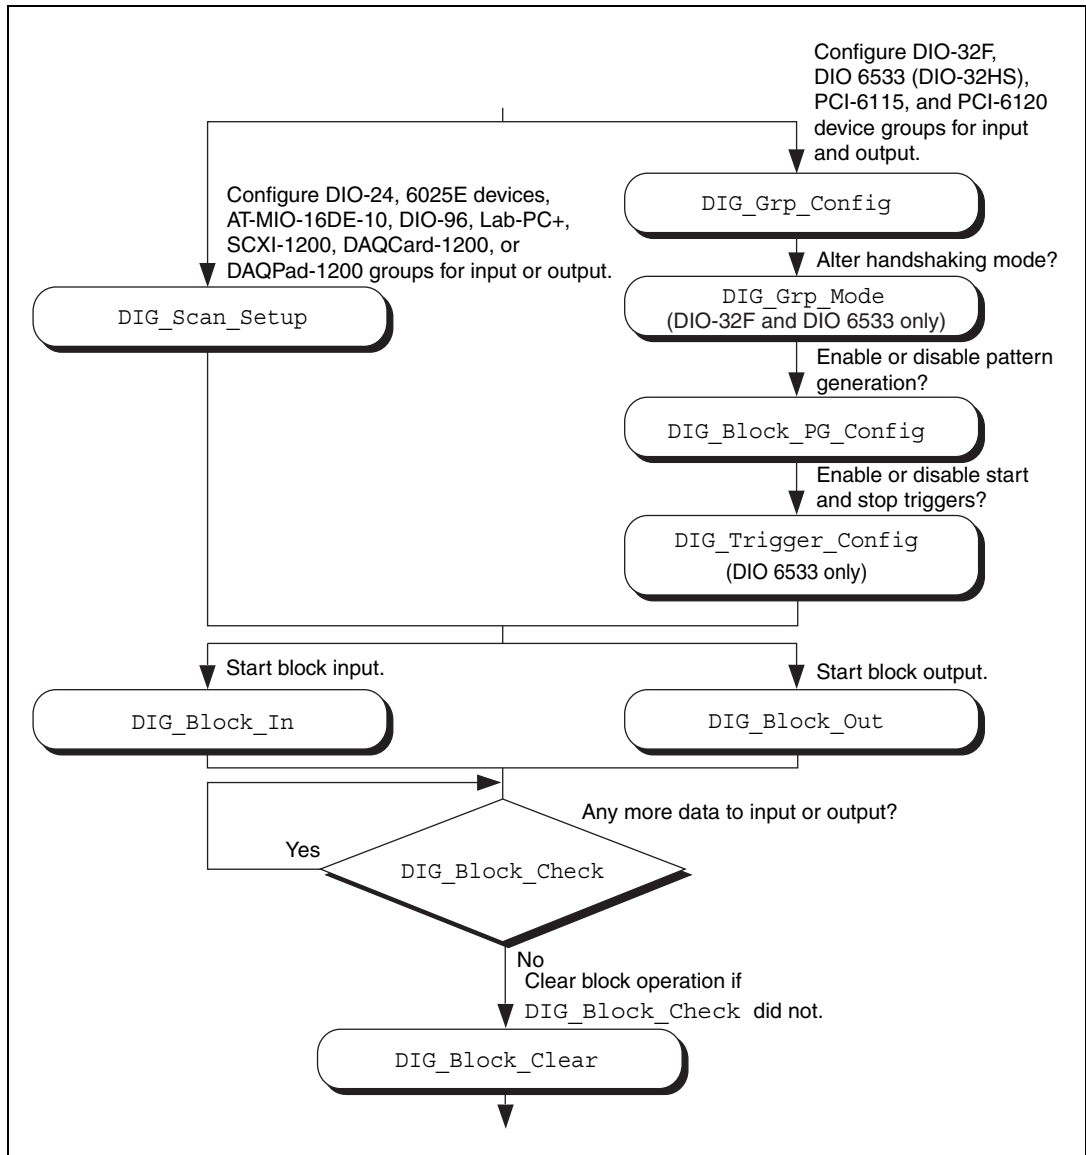 Configure DIO-32F,
DIO 6533 (DIO-32HS),
PCI-6115, and PCI-6120
device groups for input
and output.
Configure DIO-24, 6025E devices,
AT-MIO-16DE-10, DIO-96, Lab-PC+,
SCXI-1200, DAQCard-1200, or
DAQPad-1200 groups for input or output.
DIG_Scan_Setup
DIG_Grp_Config
Alter handshaking mode?
DIG_Grp_Mode
(DIO-32F and DIO 6533 only)
Enable or disable pattern
generation?
DIG_Block_PG_Config
Enable or disable start
and stop triggers?
DIG_Trigger_Config
(DIO 6533 only)
Start block input.
DIG_Block_In
Start block output.
DIG_Block_Out
Any more data to input or output?
Yes
DIG_Block_Check
No
Clear block operation if
DIG_Block_Check did not.
DIG_Block_Clear